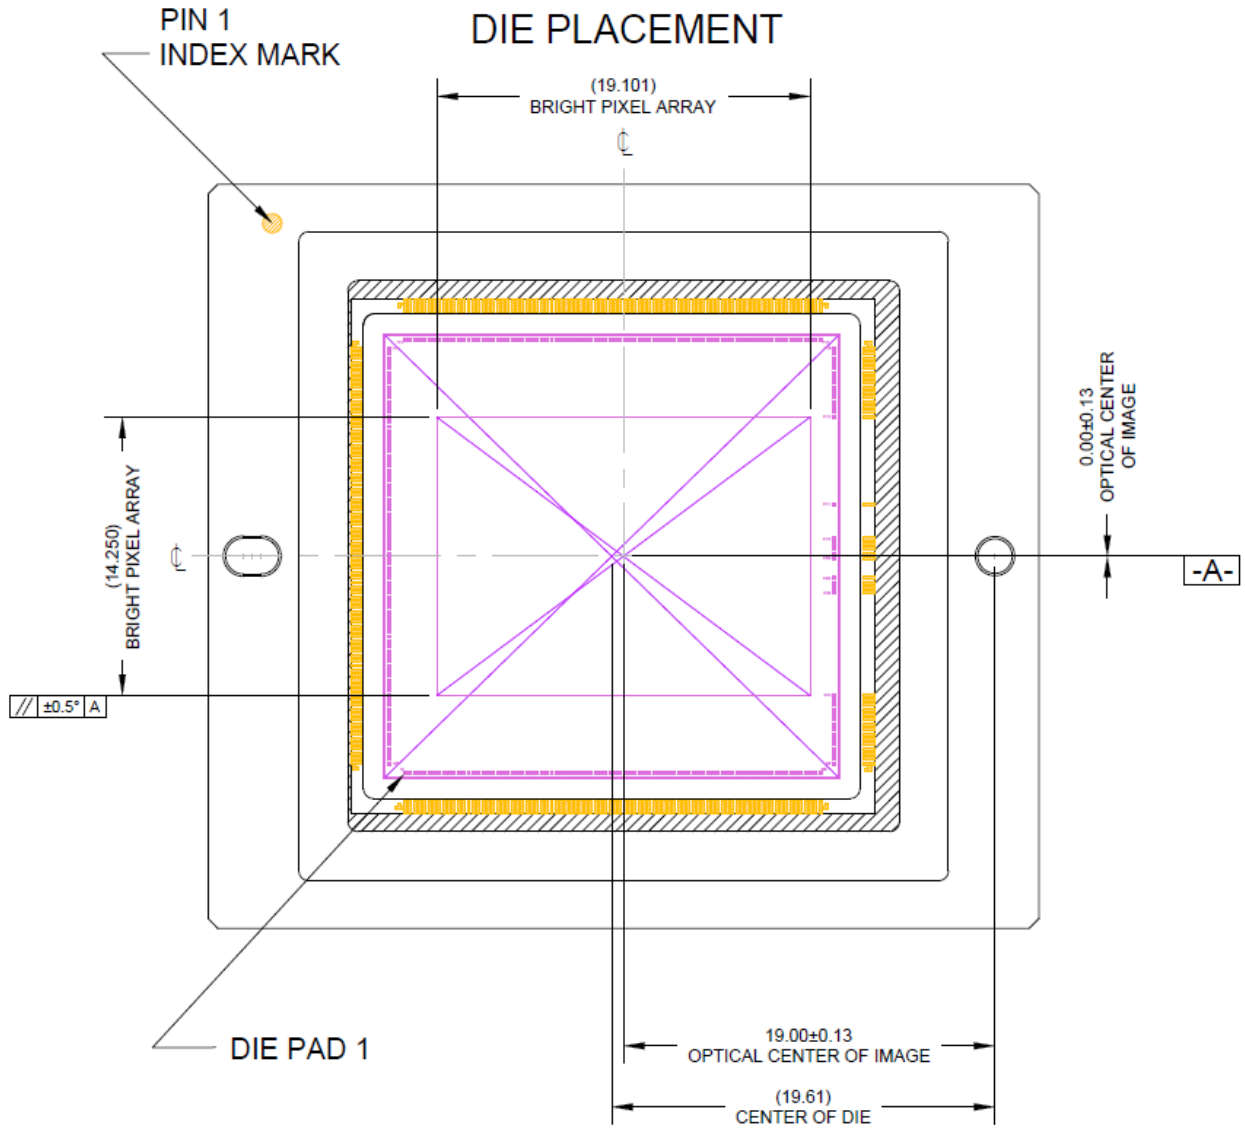 PIN 1
INDEX MARK
DIE PLACEMENT
(19.101)
BRIGHT PIXEL ARRAY
℄
0.00±0.13
OPTICAL CENTER
OF IMAGE
(14.250)
BRIGHT PIXEL ARRAY
℄
-A-
// ±0.5° A
DIE PAD 1
19.00±0.13
OPTICAL CENTER OF IMAGE
(19.61)
CENTER OF DIE